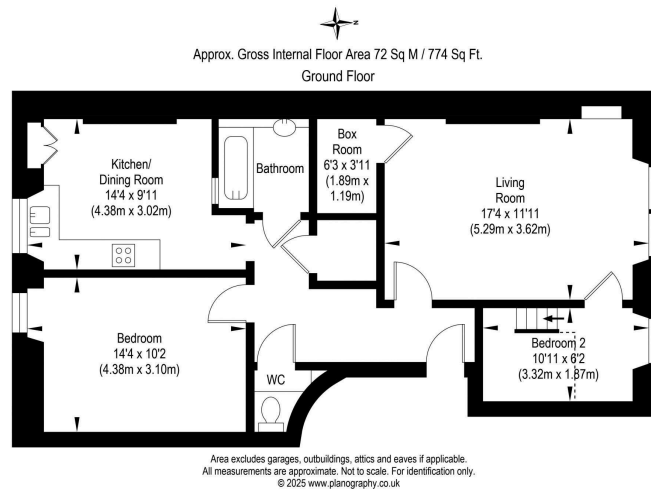 N
Approx. Gross Internal Floor Area 72 Sq M / 774 Sq Ft.
Ground Floor
Kitchen/
Dining Room
14'4 x 9'11
(4.38m x 3.02m)
Bathroom
Box
Room
6'3 x 3'11
(1.89m x
1.19m)
Living
Room
17'4 x 11'11
(5.29m x 3.62m)
Bedroom
14'4 x 10'2
(4.38m x 3.10m)
WC
Bedroom 2
10'11 x 6'2
(3.32m x 1.87m)
Area excludes garages, outbuildings, attics and eaves if applicable.
All measurements are approximate. Not to scale. For identification only.
© 2025 www.planography.co.uk